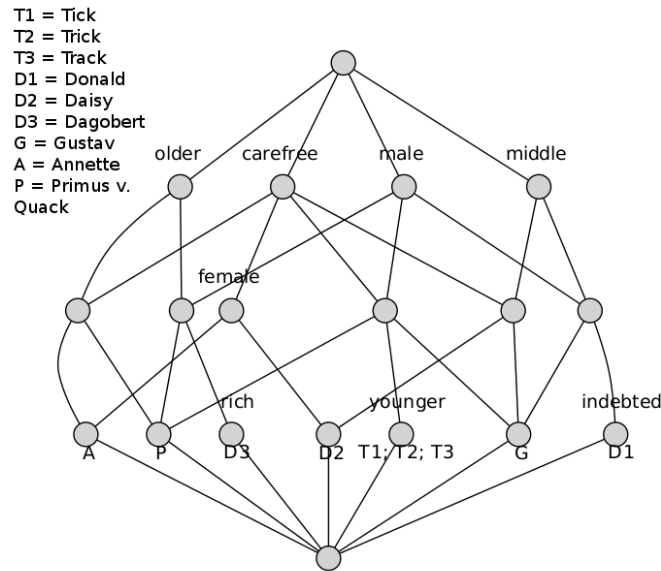 T1 = Tick
T2 = Trick
T3 = Track
D1 = Donald
D2 = Daisy
D3 = Dagobert
G = Gustav
A = Annette
P = Primus v.
Quack
older carefree male middle
female
rich younger indebted
A P D3 D2 T1; T2; T3 G D1